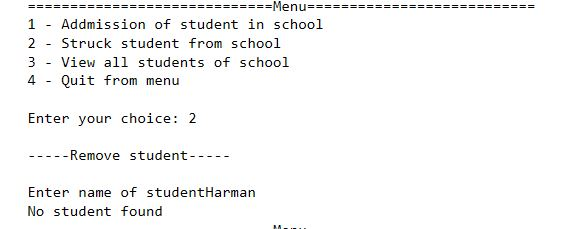 =============================Menu===========================
1 - Addmission of student in school
2 - Struck student from school
3 - View all students of school
4 - Quit from menu
Enter your choice: 2
-----Remove student-----
Enter name of studentHarman
No student found
Menu